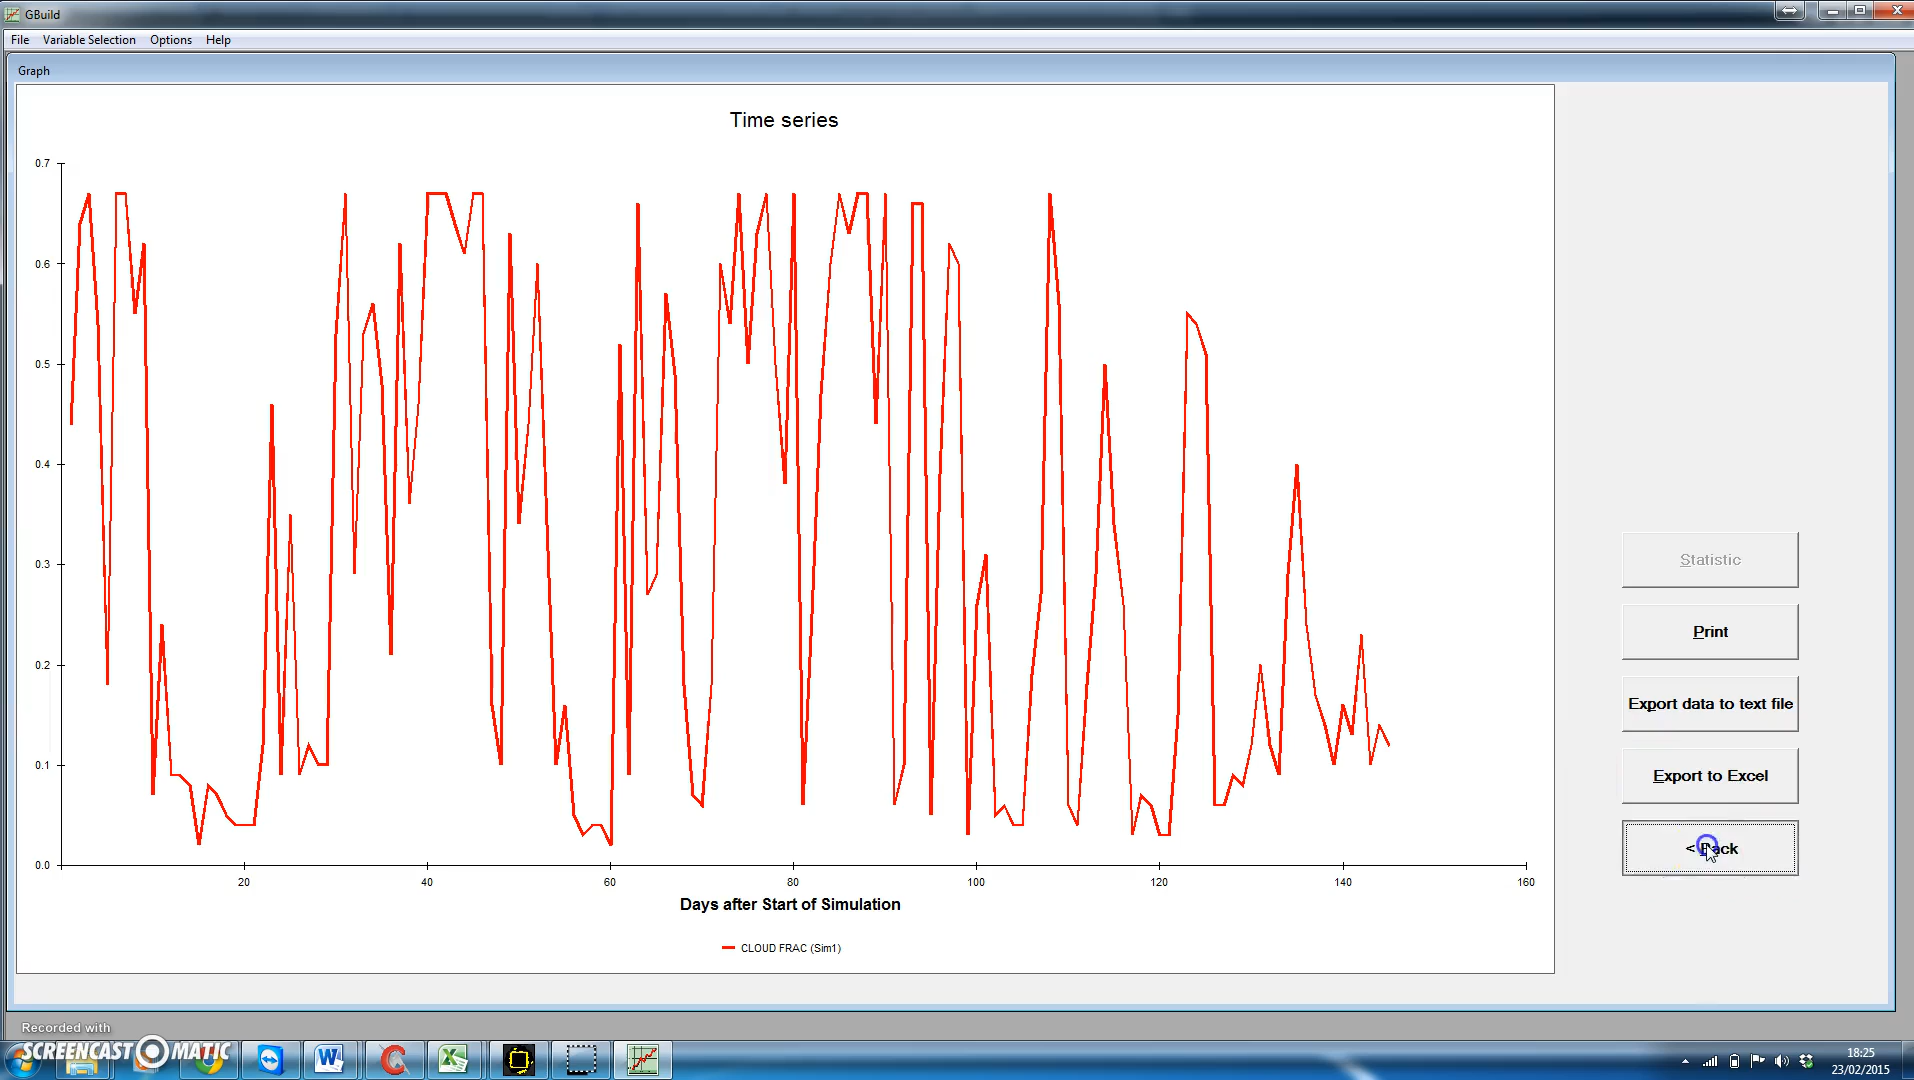 GBuild
File Variable Selection Options Help
Graph
Time series
0.7
0.6
0.5
0.4
0.3
0.2
0.1
0.0
20 40 60 80 100 120 140 160
Days after Start of Simulation
CLOUD FRAC (Sim1)
Statistic
Print
Export data to text file
Export to Excel
< Back
Recorded with
SCREENCAST MATIC
18:25
23/02/2015